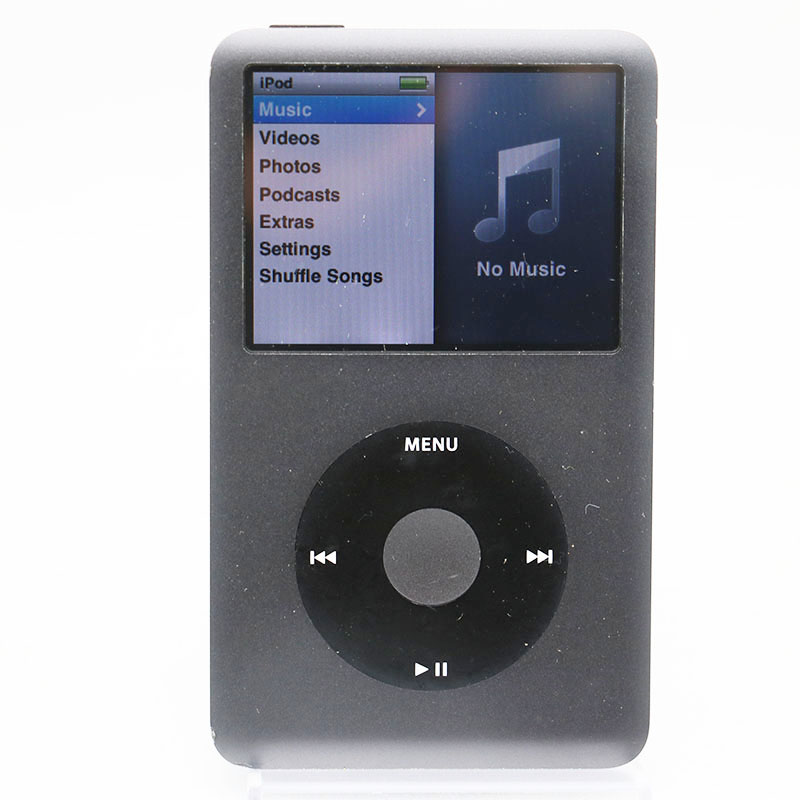 iPod
Music
Videos
Photos
Podcasts
Extras
Settings
Shuffle Songs
No Music
MENU